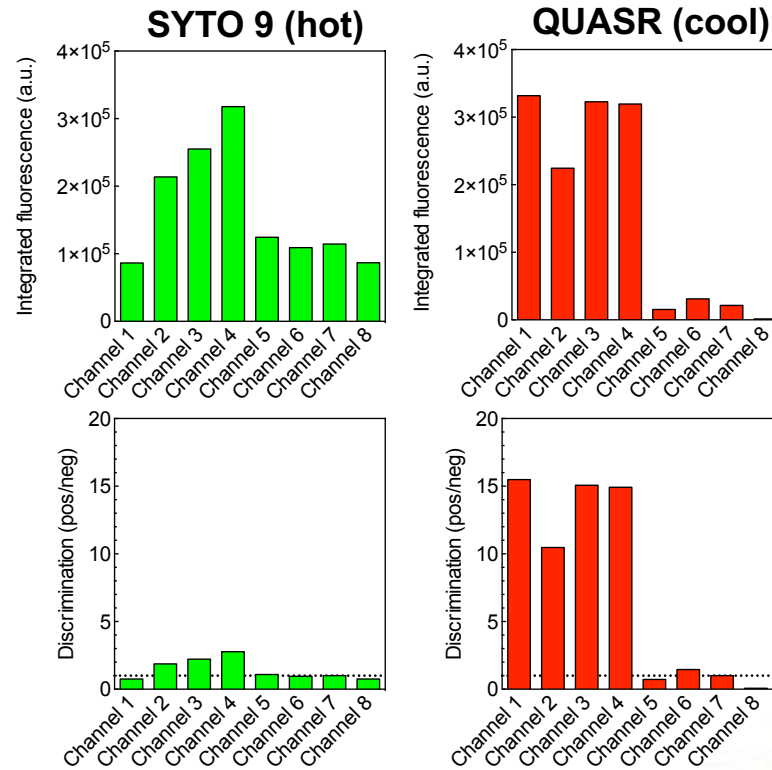 SYTO 9 (hot)
QUASR (cool)
Integrated fluorescence (a.u.)
4×10⁵
3×10⁵
2×10⁵
1×10⁵
0
Channel 1
Channel 2
Channel 3
Channel 4
Channel 5
Channel 6
Channel 7
Channel 8
Integrated fluorescence (a.u.)
4×10⁵
3×10⁵
2×10⁵
1×10⁵
0
Channel 1
Channel 2
Channel 3
Channel 4
Channel 5
Channel 6
Channel 7
Channel 8
Discrimination (pos/neg)
20
15
10
5
0
Channel 1
Channel 2
Channel 3
Channel 4
Channel 5
Channel 6
Channel 7
Channel 8
Discrimination (pos/neg)
20
15
10
5
0
Channel 1
Channel 2
Channel 3
Channel 4
Channel 5
Channel 6
Channel 7
Channel 8